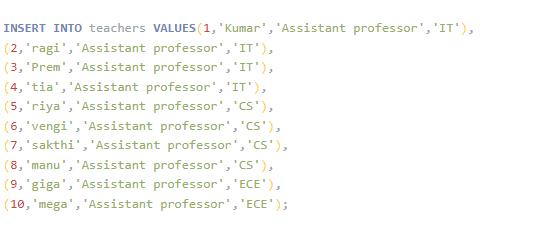 INSERT INTO teachers VALUES(1,'Kumar','Assistant professor','IT'),
(2,'ragi','Assistant professor','IT'),
(3,'Prem','Assistant professor','IT'),
(4,'tia','Assistant professor','IT'),
(5,'riya','Assistant professor','CS'),
(6,'vengi','Assistant professor','CS'),
(7,'sakthi','Assistant professor','CS'),
(8,'manu','Assistant professor','CS'),
(9,'giga','Assistant professor','ECE'),
(10,'mega','Assistant professor','ECE');